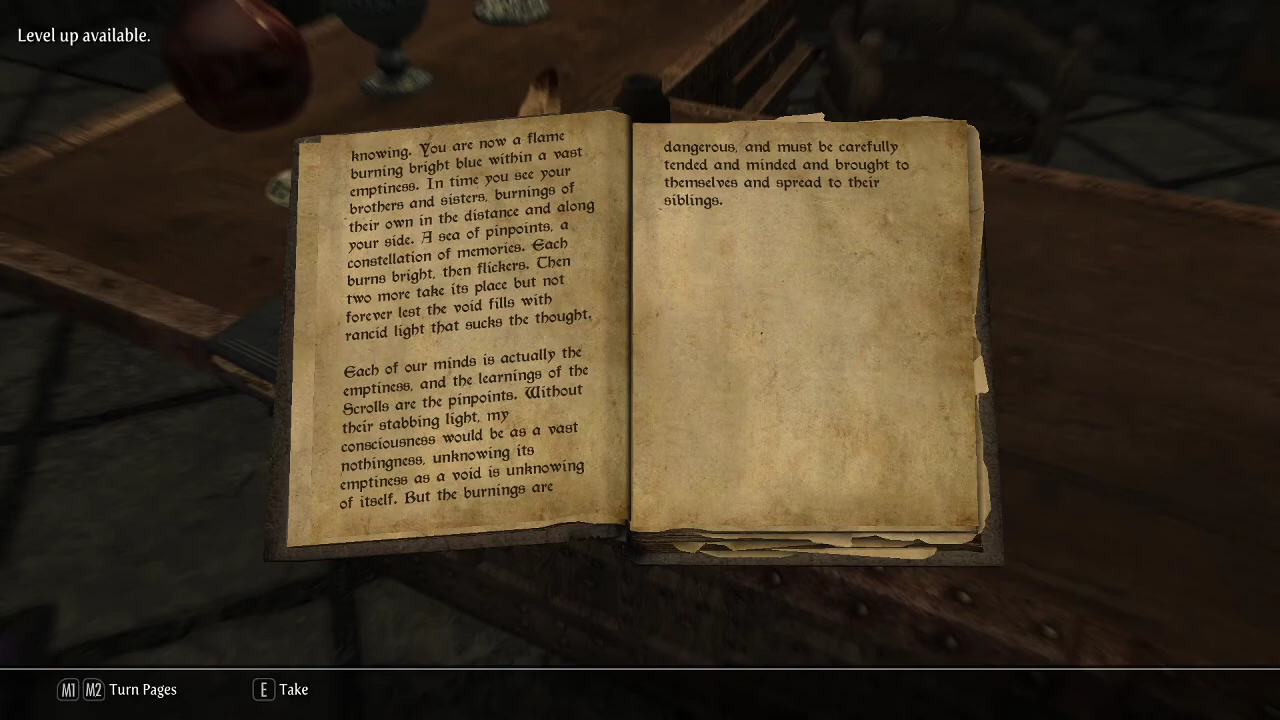 Level up available.
knowing. You are now a flame
burning bright blue within a vast
emptiness. In time you see your
brothers and sisters, burnings of
their own in the distance and along
your side. A sea of pinpoints, a
constellation of memories. Each
burns bright, then flickers. Then
two more take its place but not
forever lest the void fills with
rancid light that sucks the thought.
Each of our minds is actually the
emptiness, and the learnings of the
Scrolls are the pinpoints. Without
their stabbing light, my
consciousness would be as a vast
nothingness, unknowing its
emptiness as a void is unknowing
of itself. But the burnings are
dangerous, and must be carefully
tended and minded and brought to
themselves and spread to their
siblings.
M1 M2 Turn Pages
E Take